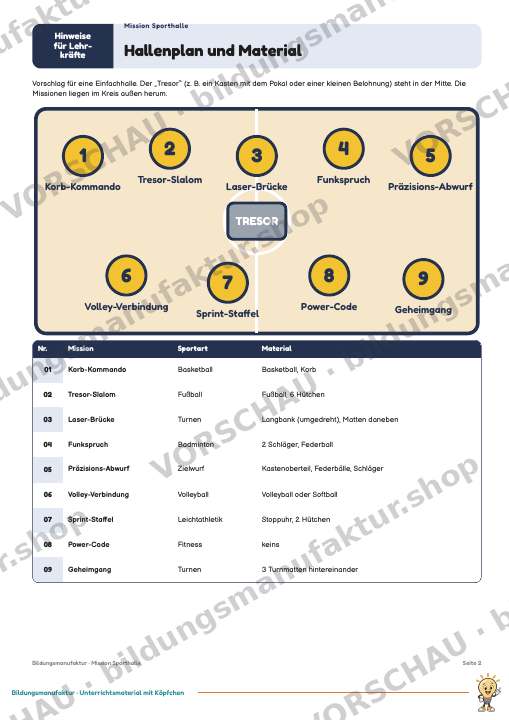 Mission Sporthalle
Hinweise
für Lehr-
kräfte
Hallenplan und Material
Vorschlag für eine Einfachhalle. Der „Tresor“ (z. B. ein Kasten mit dem Pokal oder einer kleinen Belohnung) steht in der Mitte. Die
Missionen liegen im Kreis außen herum:
1 2 3 4 5
Korb-Kommando Tresor-Slalom Laser-Brücke Funkspruch Präzisions-Abwurf
TRESOR
6 7 8 9
Volley-Verbindung Sprint-Staffel Power-Code Geheimgang
Nr. Mission Sportart Material
01 Korb-Kommando Basketball Basketball, Korb
02 Tresor-Slalom Fußball Fußball, 6 Hütchen
03 Laser-Brücke Turnen Langbank (umgedreht), Matten daneben
04 Funkspruch Badminton 2 Schläger, Federball
05 Präzisions-Abwurf Zielwurf Kastenoberteil, Federbälle, Schläger
06 Volley-Verbindung Volleyball Volleyball oder Softball
07 Sprint-Staffel Leichtathletik Stoppuhr, 2 Hütchen
08 Power-Code Fitness keins
09 Geheimgang Turnen 3 Turnmatten hintereinander
VORSCHAU · bildungsmanufaktur.shop
Bildungsmanufaktur · Mission Sporthalle Seite 2
Bildungsmanufaktur · Unterrichtsmaterial mit Köpfchen